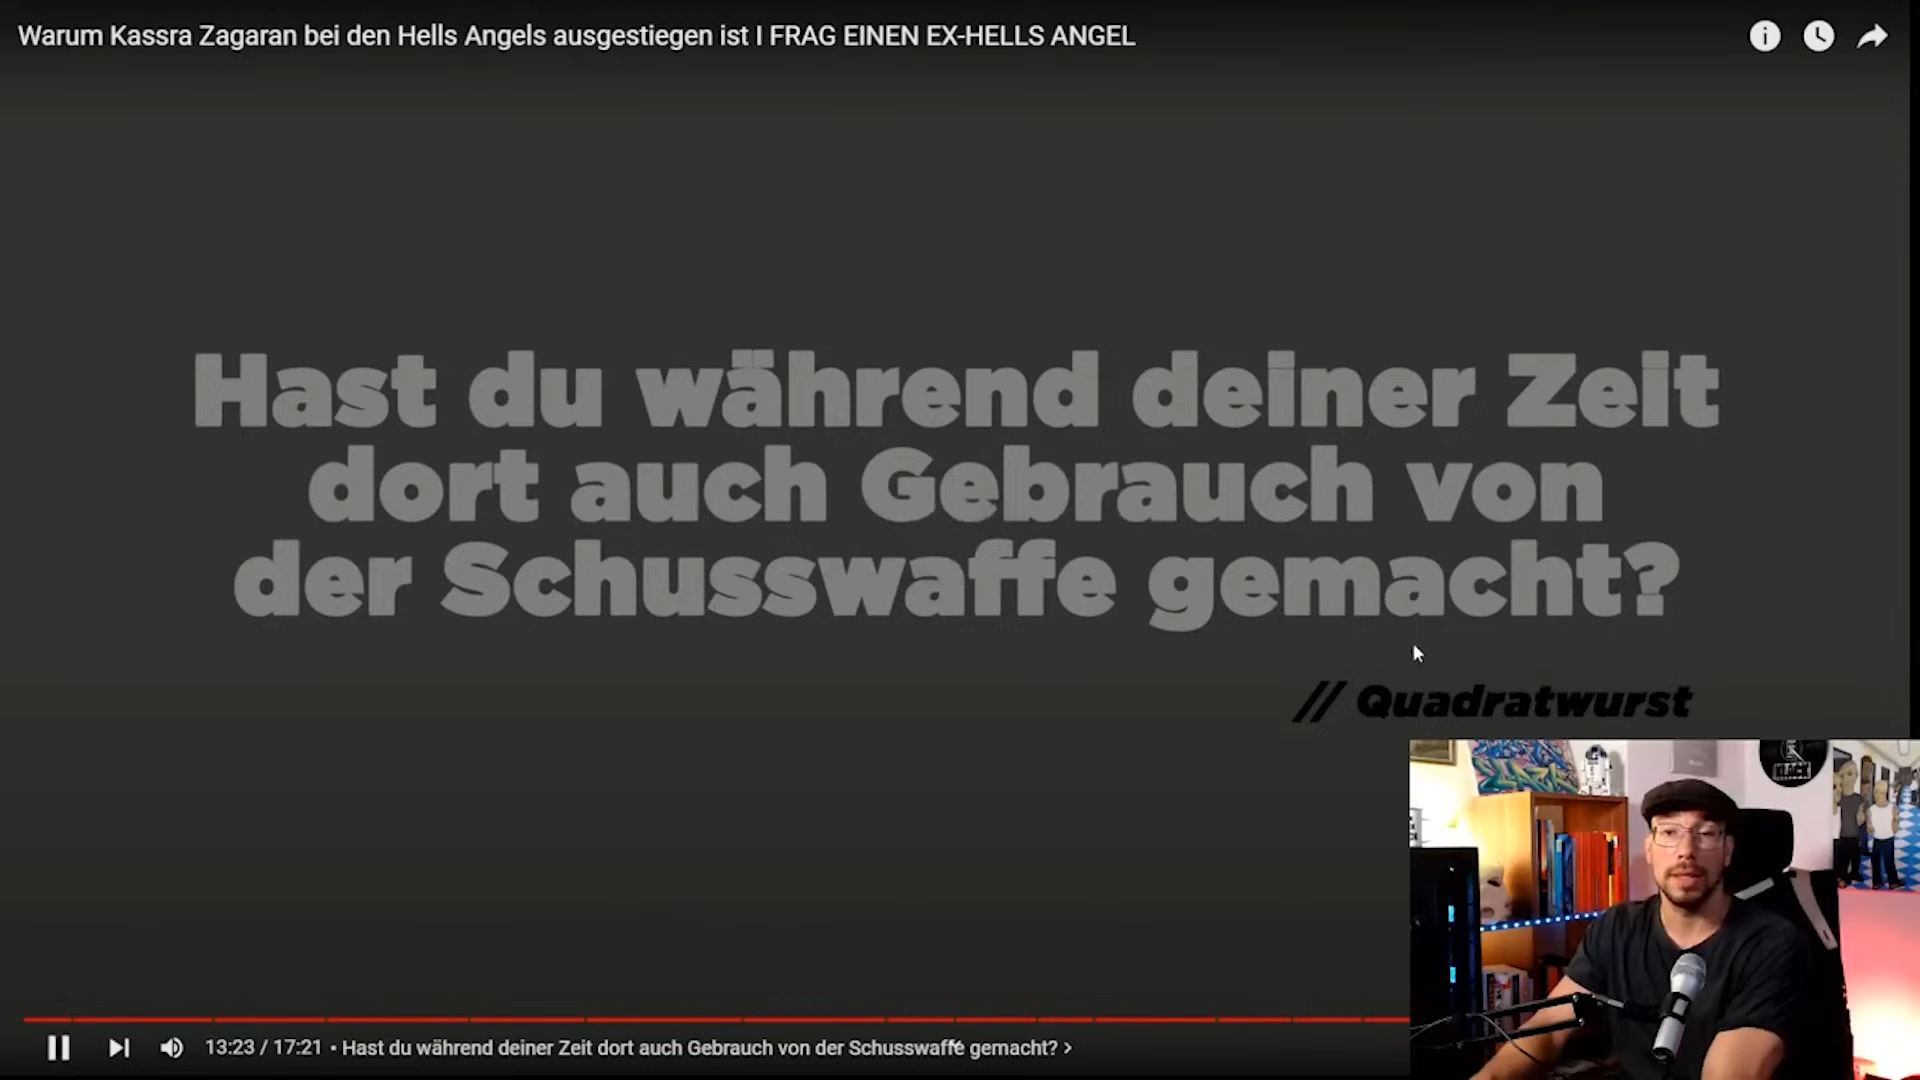 Warum Kassra Zagaran bei den Hells Angels ausgestiegen ist I FRAG EINEN EX-HELLS ANGEL
Hast du während deiner Zeit
dort auch Gebrauch von
der Schusswaffe gemacht?
// Quadratwurst
13:23 / 17:21 • Hast du während deiner Zeit dort auch Gebrauch von der Schusswaffe gemacht? >